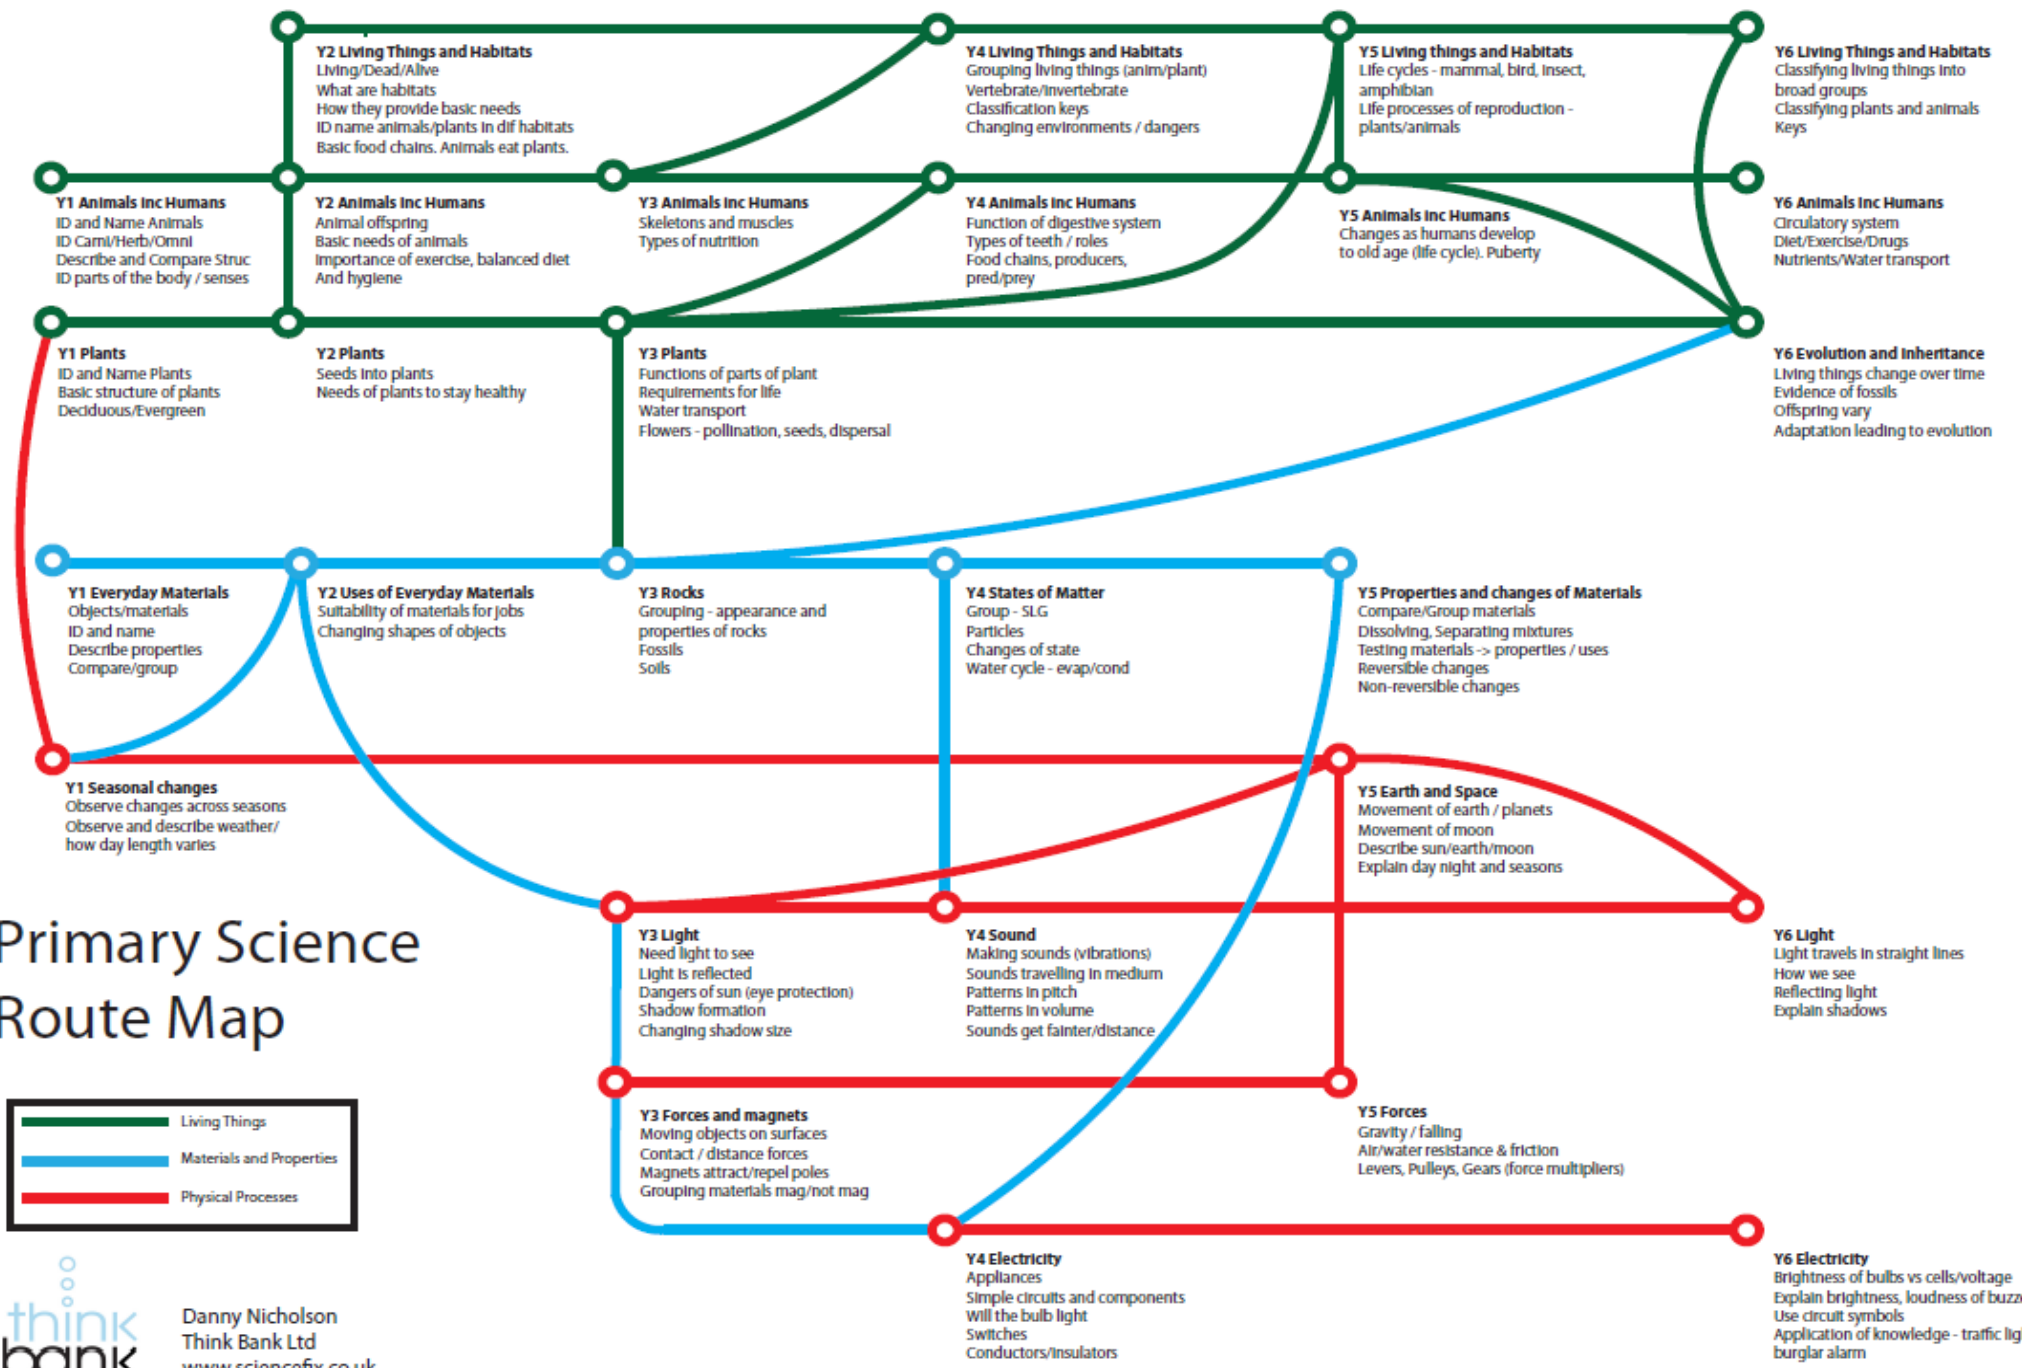 Y2 Living Things and Habitats
Living/Dead/Alive
What are habitats
How they provide basic needs
ID name animals/plants in dif habitats
Basic food chains. Animals eat plants.
Y4 Living Things and Habitats
Grouping living things (anim/plant)
Vertebrate/invertebrate
Classification keys
Changing environments / dangers
Y5 Living things and Habitats
Life cycles - mammal, bird, insect,
amphibian
Life processes of reproduction -
plants/animals
Y6 Living Things and Habitats
Classifying living things into
broad groups
Classifying plants and animals
Keys
Y1 Animals inc Humans
ID and Name Animals
ID Carni/Herb/Omni
Describe and Compare Struc
ID parts of the body / senses
Y2 Animals inc Humans
Animal offspring
Basic needs of animals
Importance of exercise, balanced diet
And hygiene
Y3 Animals inc Humans
Skeletons and muscles
Types of nutrition
Y4 Animals inc Humans
Function of digestive system
Types of teeth / roles
Food chains, producers,
pred/prey
Y5 Animals inc Humans
Changes as humans develop
to old age (life cycle). Puberty
Y6 Animals inc Humans
Circulatory system
Diet/Exercise/Drugs
Nutrients/Water transport
Y1 Plants
ID and Name Plants
Basic structure of plants
Deciduous/Evergreen
Y2 Plants
Seeds into plants
Needs of plants to stay healthy
Y3 Plants
Functions of parts of plant
Requirements for life
Water transport
Flowers - pollination, seeds, dispersal
Y6 Evolution and Inheritance
Living things change over time
Evidence of fossils
Offspring vary
Adaptation leading to evolution
Y1 Everyday Materials
Objects/materials
ID and name
Describe properties
Compare/group
Y2 Uses of Everyday Materials
Suitability of materials for jobs
Changing shapes of objects
Y3 Rocks
Grouping - appearance and
properties of rocks
Fossils
Soils
Y4 States of Matter
Group - SLG
Particles
Changes of state
Water cycle - evap/cond
Y5 Properties and changes of Materials
Compare/Group materials
Dissolving, Separating mixtures
Testing materials -> properties / uses
Reversible changes
Non-reversible changes
Y1 Seasonal changes
Observe changes across seasons
Observe and describe weather/
how day length varies
Y5 Earth and Space
Movement of earth / planets
Movement of moon
Describe sun/earth/moon
Explain day night and seasons
Primary Science
Route Map
Y3 Light
Need light to see
Light is reflected
Dangers of sun (eye protection)
Shadow formation
Changing shadow size
Y4 Sound
Making sounds (vibrations)
Sounds travelling in medium
Patterns in pitch
Patterns in volume
Sounds get fainter/distance
Y6 Light
Light travels in straight lines
How we see
Reflecting light
Explain shadows
Y3 Forces and magnets
Moving objects on surfaces
Contact / distance forces
Magnets attract/repel poles
Grouping materials mag/not mag
Y5 Forces
Gravity / falling
Air/water resistance & friction
Levers, Pulleys, Gears (force multipliers)
Living Things
Materials and Properties
Physical Processes
Y4 Electricity
Appliances
Simple circuits and components
Will the bulb light
Switches
Conductors/Insulators
Y6 Electricity
Brightness of bulbs vs cells/voltage
Explain brightness, loudness of
Use circuit symbols
Application of knowledge - traffic
burglar alarm
think
bank
Danny Nicholson
Think Bank Ltd
www.sciencefix.co.uk